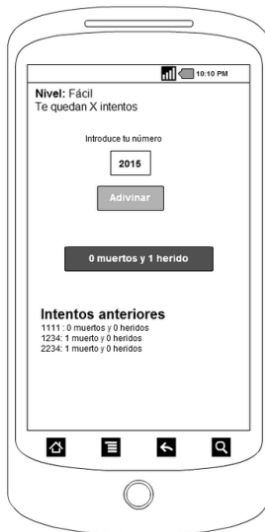 10:10 PM
Nivel: Fácil
Te quedan X intentos
Introduce tu número
2015
Adivinar
0 muertos y 1 herido
Intentos anteriores
1111 : 0 muertos y 0 heridos
1234: 1 muerto y 0 heridos
2234: 1 muerto y 0 heridos